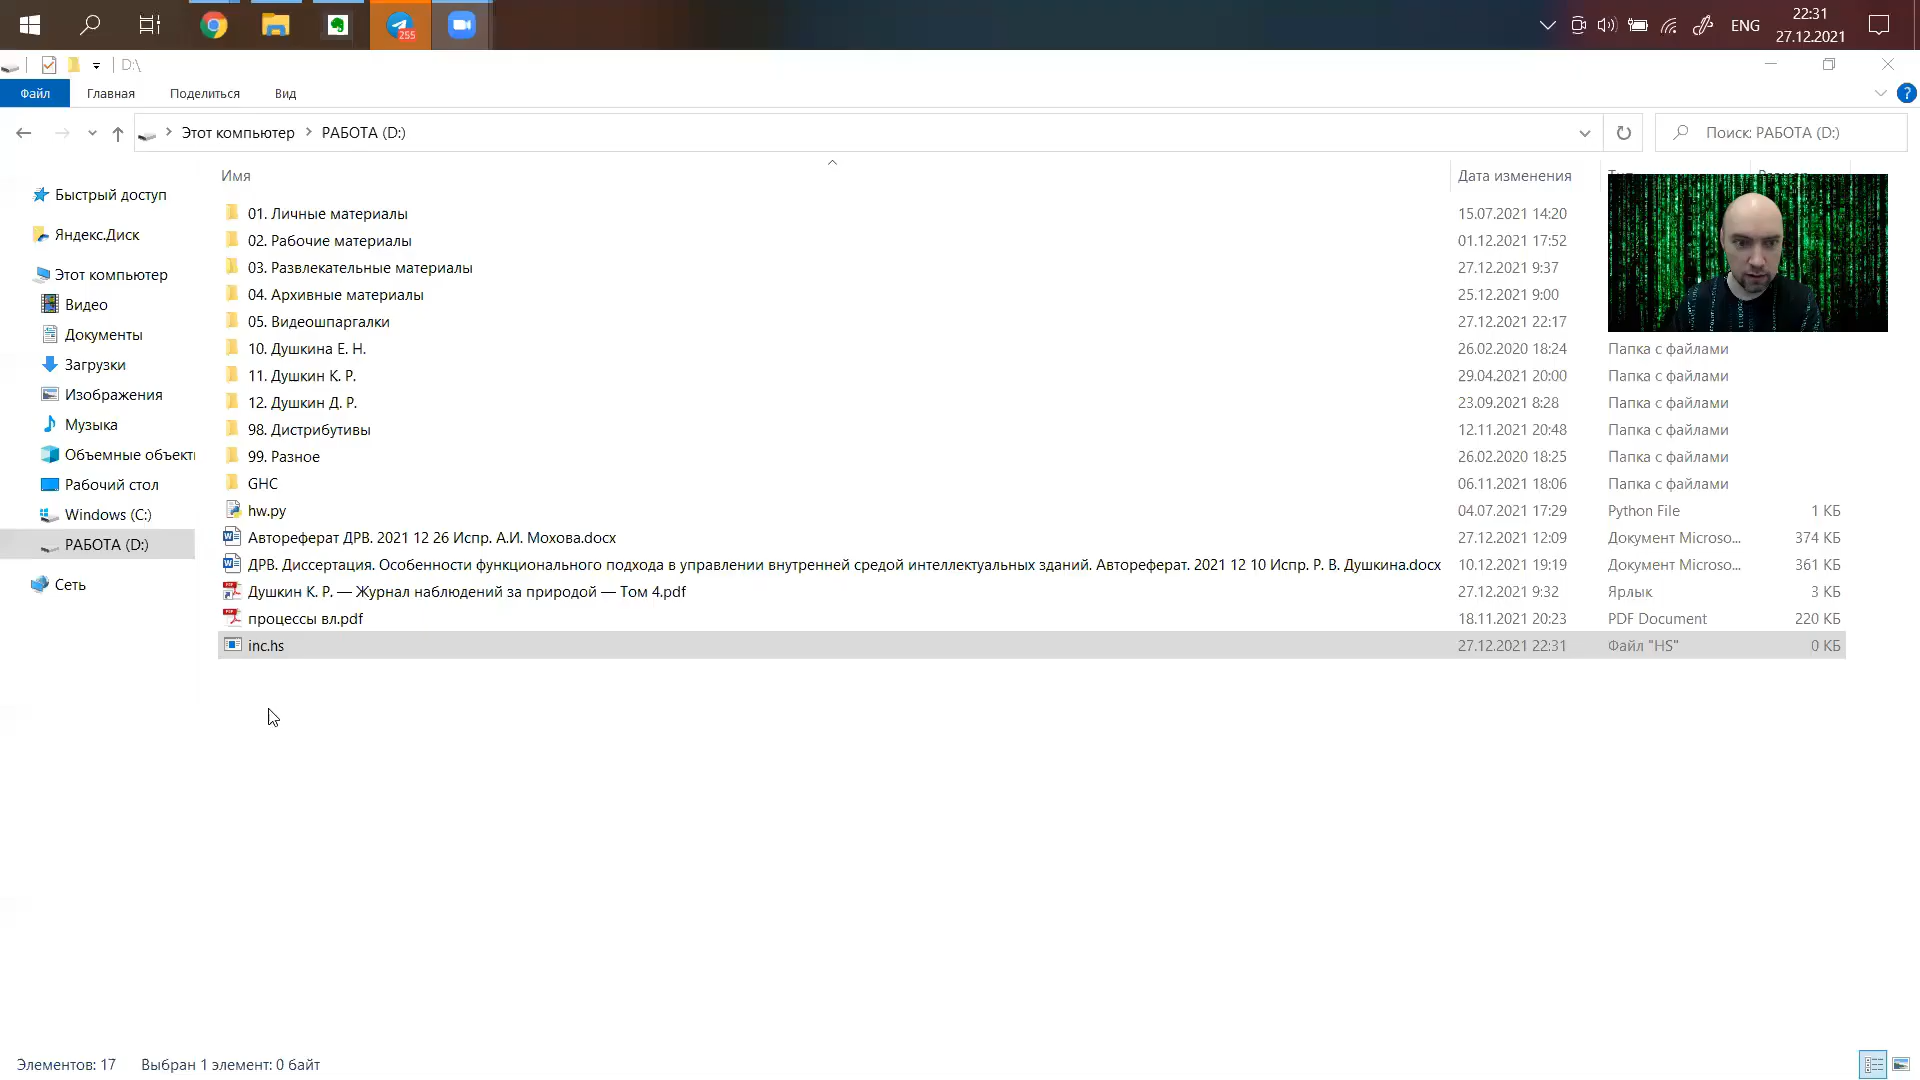 255
ENG
22:31
27.12.2021
D:\
Файл
Главная
Поделиться
Вид
?
Этот компьютер
РАБОТА (D:)
Поиск: РАБОТА (D:)
Имя
Дата изменения
Быстрый доступ
Яндекс.Диск
Этот компьютер
Видео
Документы
Загрузки
Изображения
Музыка
Объемные объект
Рабочий стол
Windows (C:)
РАБОТА (D:)
Сеть
01. Личные материалы 15.07.2021 14:20
02. Рабочие материалы 01.12.2021 17:52
03. Развлекательные материалы 27.12.2021 9:37
04. Архивные материалы 25.12.2021 9:00
05. Видеошпаргалки 27.12.2021 22:17
10. Душкина Е. Н. 26.02.2020 18:24 Папка с файлами
11. Душкин К. Р. 29.04.2021 20:00 Папка с файлами
12. Душкин Д. Р. 23.09.2021 8:28 Папка с файлами
98. Дистрибутивы 12.11.2021 20:48 Папка с файлами
99. Разное 26.02.2020 18:25 Папка с файлами
GHC 06.11.2021 18:06 Папка с файлами
hw.py 04.07.2021 17:29 Python File 1 КБ
Автореферат ДРВ. 2021 12 26 Испр. А.И. Мохова.docx 27.12.2021 12:09 Документ Microso... 374 КБ
ДРВ. Диссертация. Особенности функционального подхода в управлении внутренней средой интеллектуальных зданий. Автореферат. 2021 12 10 Испр. Р. В. Душкина.docx 10.12.2021 19:19 Документ Microso... 361 КБ
Душкин К. Р. — Журнал наблюдений за природой — Том 4.pdf 27.12.2021 9:32 Ярлык 3 КБ
процессы вл.pdf 18.11.2021 20:23 PDF Document 220 КБ
inc.hs 27.12.2021 22:31 Файл "HS" 0 КБ
Элементов: 17 Выбран 1 элемент: 0 байт